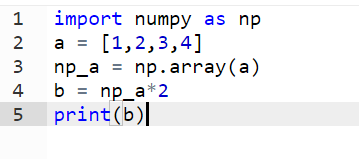 1 import numpy as np
2 a = [1,2,3,4]
3 np_a = np.array(a)
4 b = np_a*2
5 print(b)